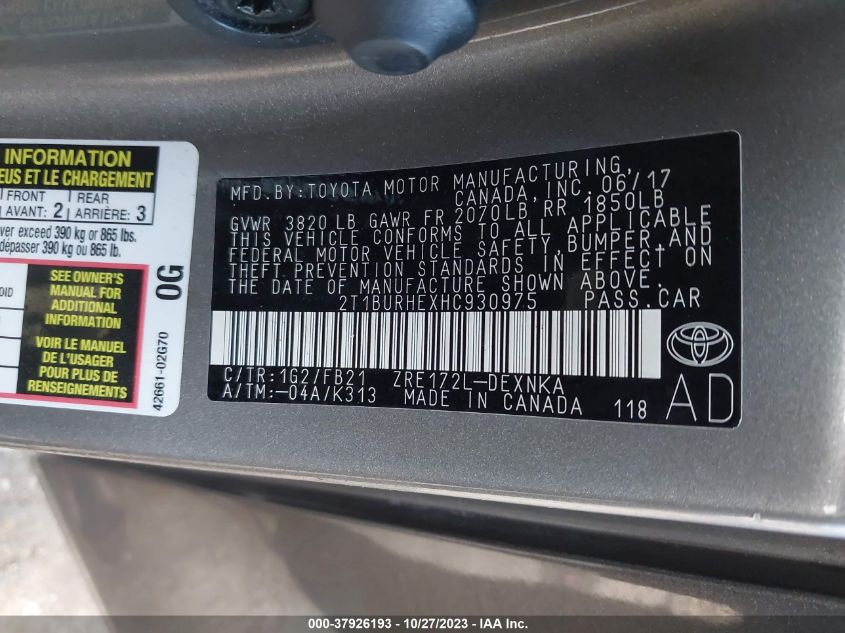 INFORMATION
EUS ET LE CHARGEMENT
FRONT
AVANT: 2
REAR
ARRIÈRE: 3
ver exceed 390 kg or 865 lbs.
dépasser 390 kg ou 865 lb.
OID
SEE OWNER'S
MANUAL FOR
ADDITIONAL
INFORMATION
VOIR LE MANUEL
DE L'USAGER
POUR PLUS DE
RENSEIGNEMENTS
0G
42661-02G70
MFD. BY:TOYOTA MOTOR MANUFACTURING,
CANADA, INC. 06/17
GVWR 3820 LB GAWR FR 2070LB RR 1850LB
THIS VEHICLE CONFORMS TO ALL APPLICABLE
FEDERAL MOTOR VEHICLE SAFETY,BUMPER,AND
THEFT PREVENTION STANDARDS IN EFFECT ON
THE DATE OF MANUFACTURE SHOWN ABOVE.
2T1BURHEXHC930975 PASS.CAR
C/TR:1G2/FB21 ZRE172L-DEXNKA
A/TM:-04A/K313 MADE IN CANADA 118
AD
000-37926193 - 10/27/2023 - IAA Inc.